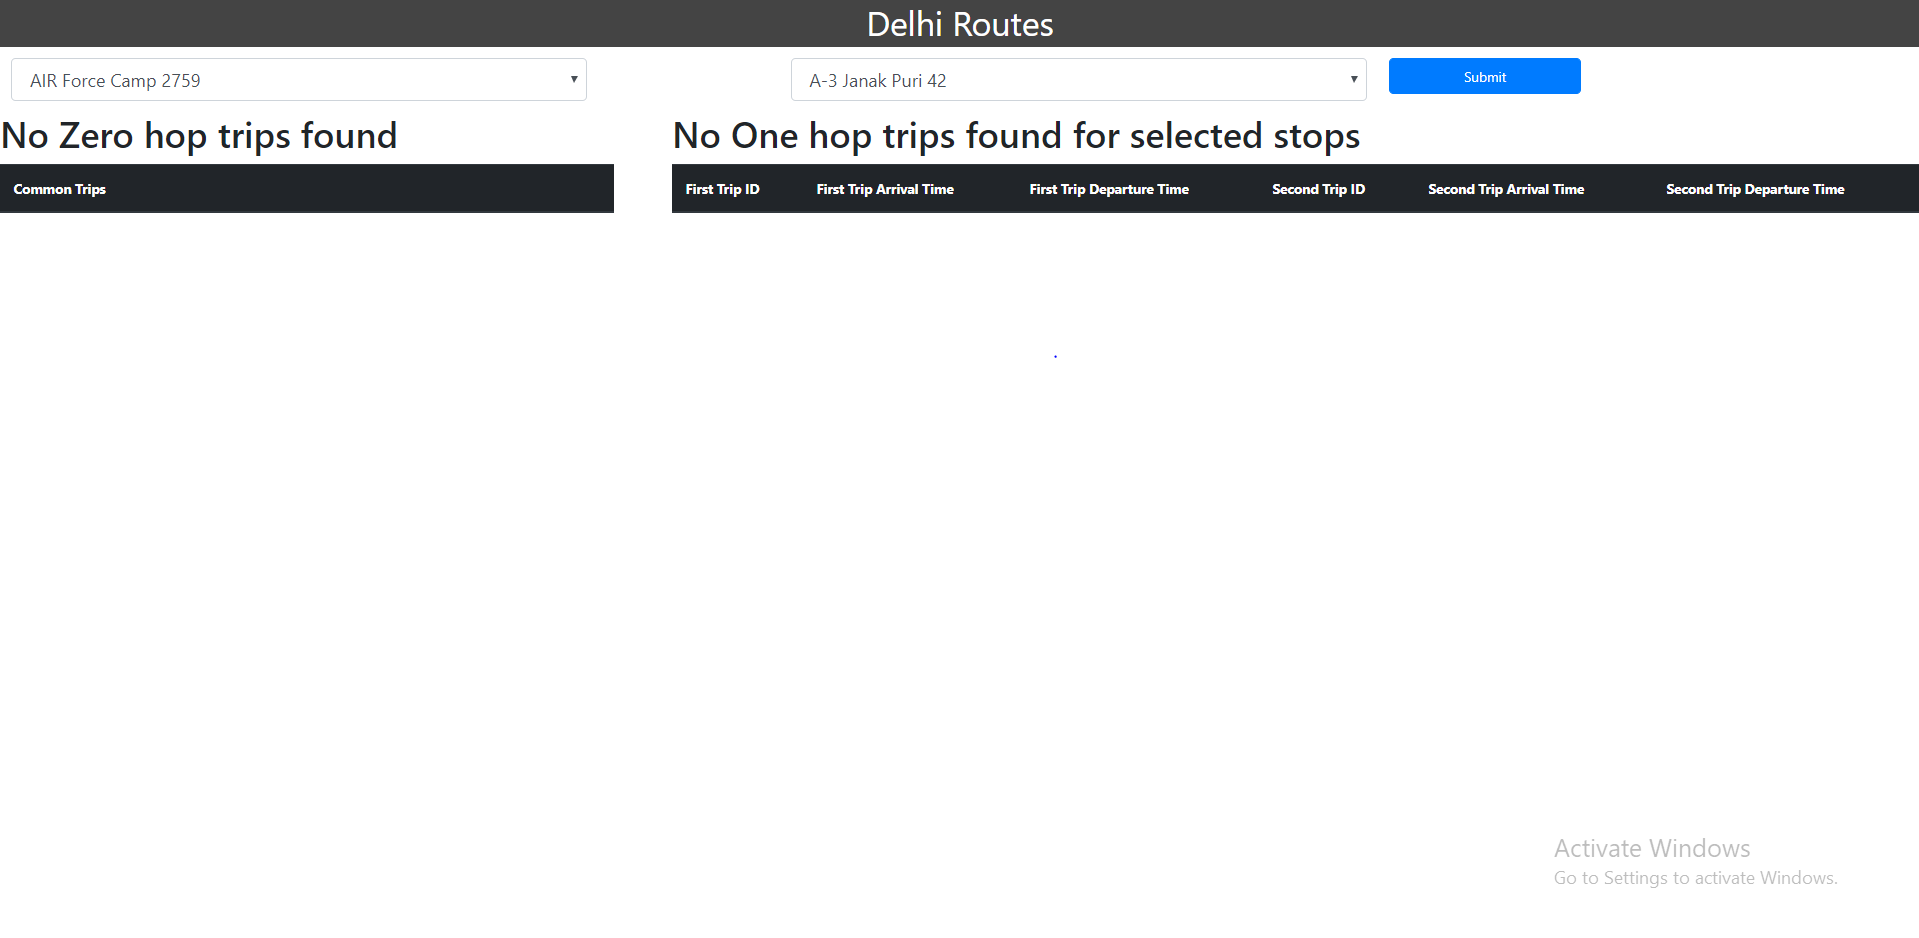 Delhi Routes
AIR Force Camp 2759
A-3 Janak Puri 42
Submit
No Zero hop trips found
No One hop trips found for selected stops
Common Trips
First Trip ID First Trip Arrival Time First Trip Departure Time Second Trip ID Second Trip Arrival Time Second Trip Departure Time
Activate Windows
Go to Settings to activate Windows.